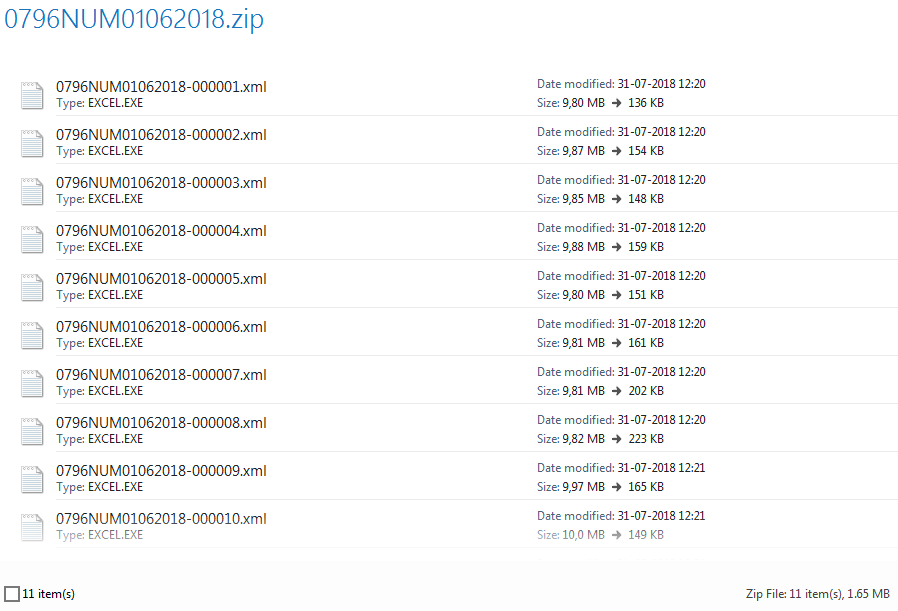 0796NUM01062018.zip
0796NUM01062018-000001.xml
Date modified: 31-07-2018 12:20
Type: EXCEL.EXE
Size: 9,80 MB → 136 KB
0796NUM01062018-000002.xml
Date modified: 31-07-2018 12:20
Type: EXCEL.EXE
Size: 9,87 MB → 154 KB
0796NUM01062018-000003.xml
Date modified: 31-07-2018 12:20
Type: EXCEL.EXE
Size: 9,85 MB → 148 KB
0796NUM01062018-000004.xml
Date modified: 31-07-2018 12:20
Type: EXCEL.EXE
Size: 9,88 MB → 159 KB
0796NUM01062018-000005.xml
Date modified: 31-07-2018 12:20
Type: EXCEL.EXE
Size: 9,80 MB → 151 KB
0796NUM01062018-000006.xml
Date modified: 31-07-2018 12:20
Type: EXCEL.EXE
Size: 9,81 MB → 161 KB
0796NUM01062018-000007.xml
Date modified: 31-07-2018 12:20
Type: EXCEL.EXE
Size: 9,81 MB → 202 KB
0796NUM01062018-000008.xml
Date modified: 31-07-2018 12:20
Type: EXCEL.EXE
Size: 9,82 MB → 223 KB
0796NUM01062018-000009.xml
Date modified: 31-07-2018 12:21
Type: EXCEL.EXE
Size: 9,97 MB → 165 KB
0796NUM01062018-000010.xml
Date modified: 31-07-2018 12:21
Type: EXCEL.EXE
Size: 10,0 MB → 149 KB
11 item(s)
Zip File: 11 item(s), 1.65 MB